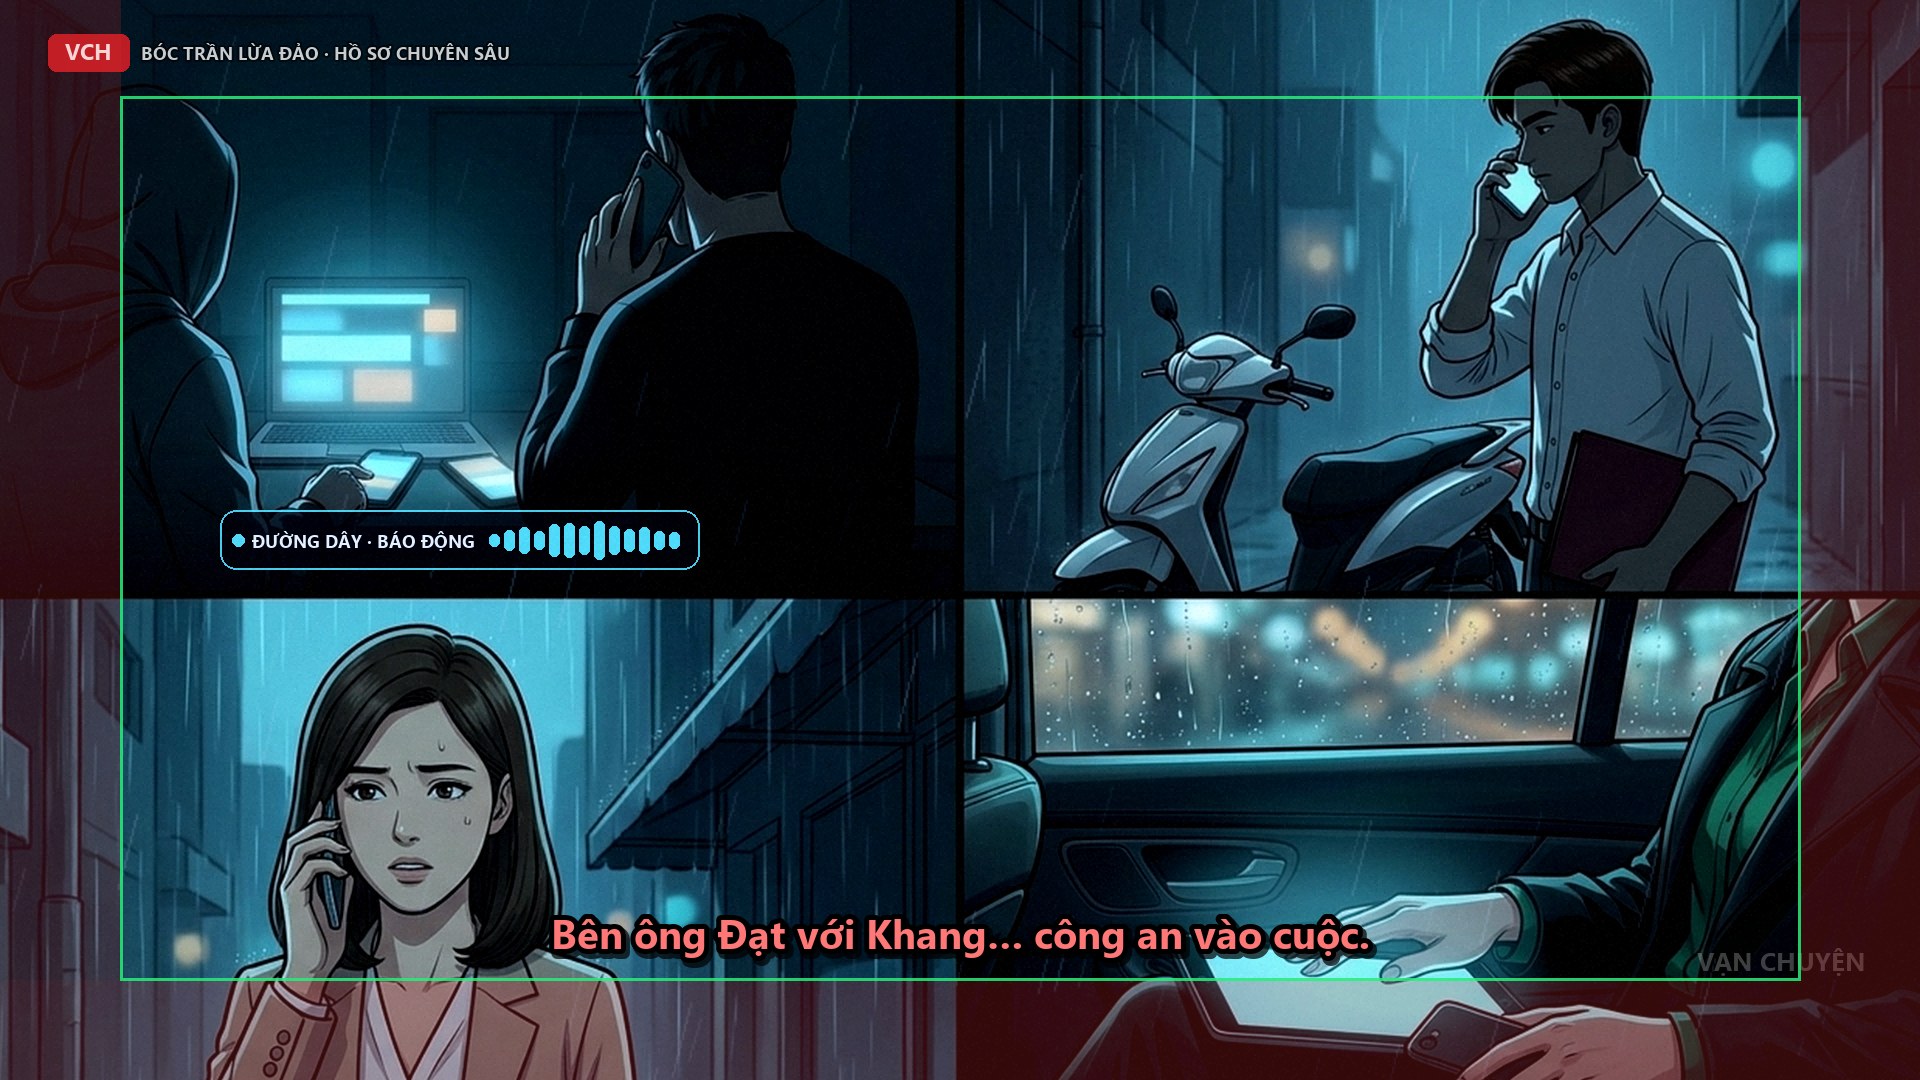 VCH BÓC TRẦN LỪA ĐẢO · HỒ SƠ CHUYÊN SÂU
ĐƯỜNG DÂY · BÁO ĐỘNG
Bên ông Đạt với Khang... công an vào cuộc.
VẠN CHUYỆN